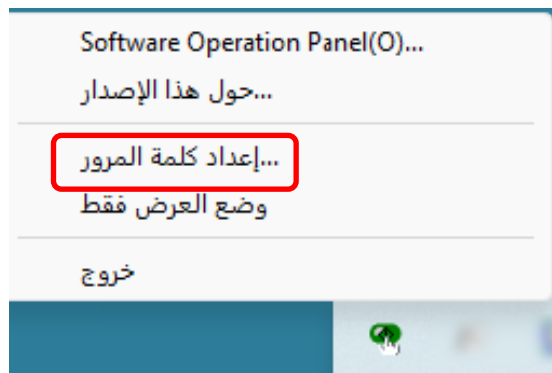 Software Operation Panel(O)...
حول هذا الإصدار...
إعداد كلمة المرور...
وضع العرض فقط
خروج